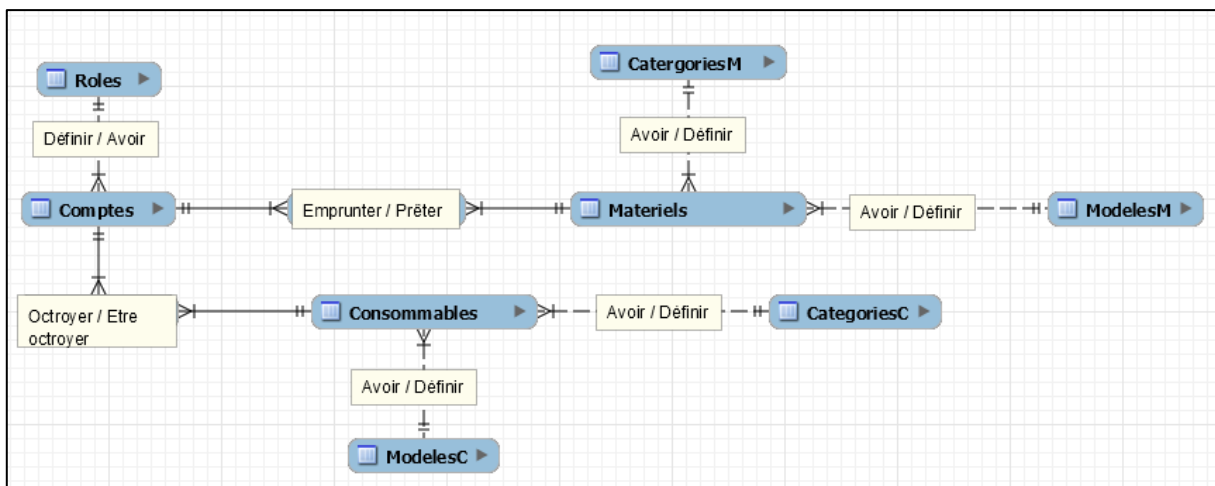 Roles
CatergoriesM
Définir / Avoir
Avoir / Définir
Comptes
Emprunter / Prêter
Materiels
Avoir / Définir
ModelesM
Octroyer / Etre
octroyer
Consommables
Avoir / Définir
CategoriesC
Avoir / Définir
ModelesC